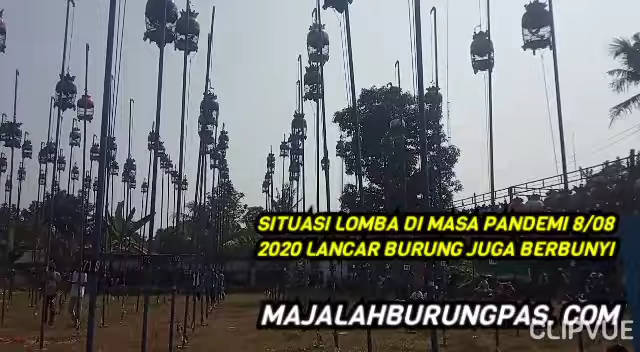 SITUASI LOMBA DI MASA PANDEMI 8/08
2020 LANCAR BURUNG JUGA BERBUNYI
MAJALAHBURUNGPAS. COM
CLIPVUE